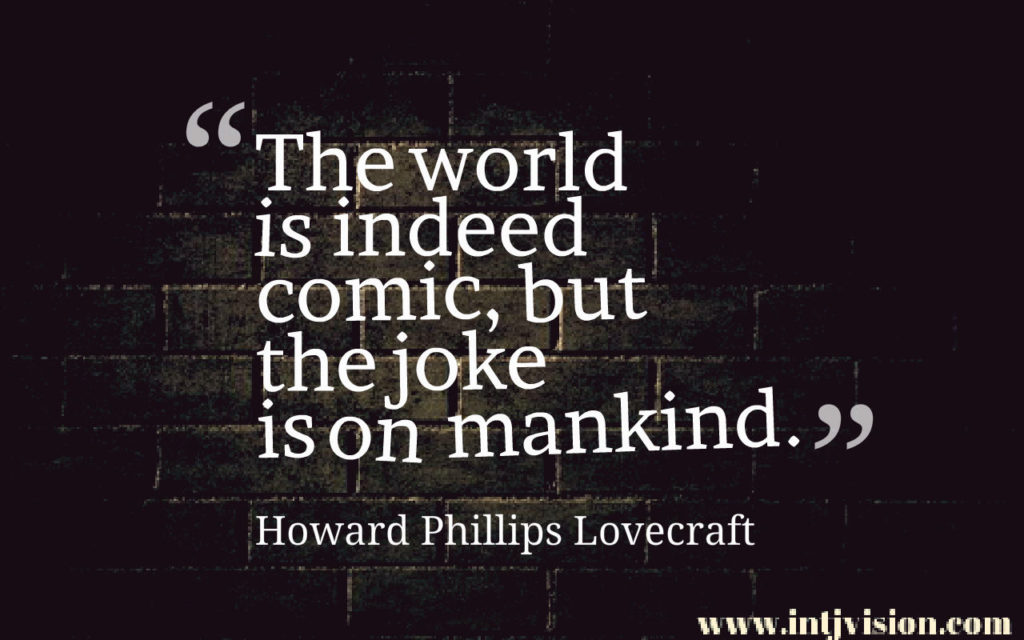 “The world
is indeed
comic, but
the joke
is on mankind.”
Howard Phillips Lovecraft
www.intjvision.com